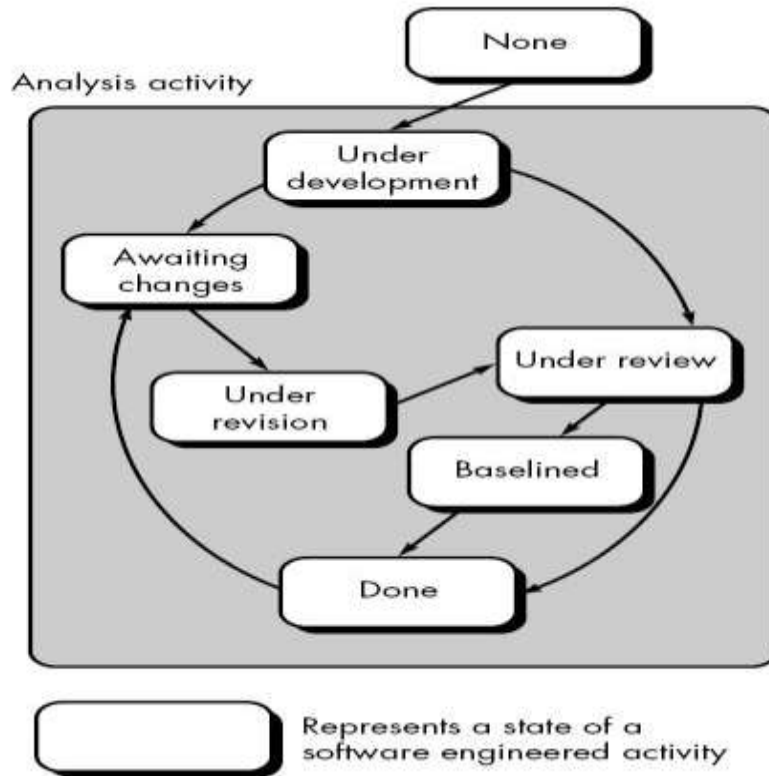 None
Analysis activity
Under
development
Awaiting
changes
Under review
Under
revision
Baselined
Done
Represents a state of a
software engineered activity